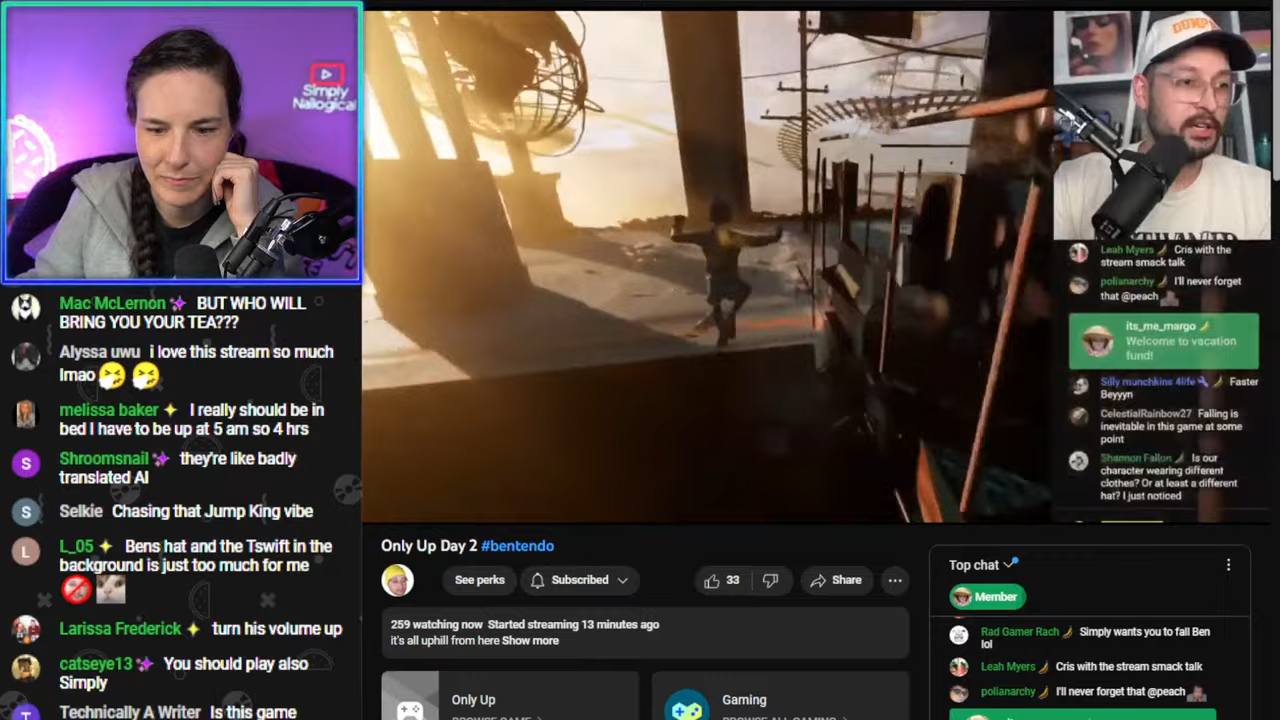 Simply
Nailogical
Mac McLernon BUT WHO WILL
BRING YOU YOUR TEA???
Alyssa uwu i love this stream so much
lmao
melissa baker I really should be in
bed I have to be up at 5 am so 4 hrs
S
Shroomsnail they're like badly
translated AI
S
Selkie Chasing that Jump King vibe
L
L_05 Bens hat and the Tswift in the
background is just too much for me
Larissa Frederick turn his volume up
catseye13 You should play also
Simply
Technically A Writer Is this game
Leah Myers Cris with the
stream smack talk
polianarchy I'll never forget
that @peach
its_me_margo
Welcome to vacation
fund!
Silly munchkins 4life Faster
Beyyyn
CelestialRainbow27 Falling is
inevitable in this game at some
point
Shannon Fallon Is our
character wearing different
clothes? Or at least a different
hat? I just noticed
Only Up Day 2 #bentendo
See perks
Subscribed
33
Share
259 watching now Started streaming 13 minutes ago
it's all uphill from here Show more
Only Up
BROWSE GAME
Gaming
BROWSE ALL GAMING
Top chat
Member
Rad Gamer Rach Simply wants you to fall Ben
lol
Leah Myers Cris with the stream smack talk
polianarchy I'll never forget that @peach